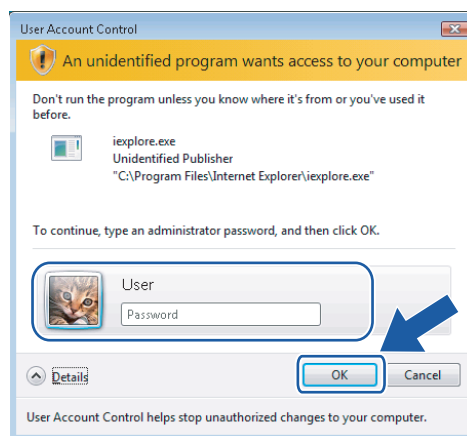 User Account Control
An unidentified program wants access to your computer
Don't run the program unless you know where it's from or you've used it
before.
iexplore.exe
Unidentified Publisher
"C:\Program Files\Internet Explorer\iexplore.exe"
To continue, type an administrator password, and then click OK.
User
Password
Details
OK
Cancel
User Account Control helps stop unauthorized changes to your computer.